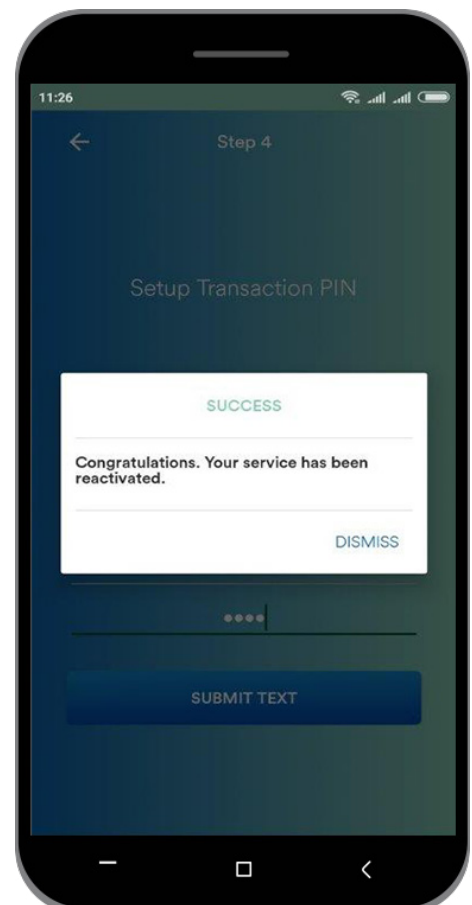 11:26
Step 4
Setup Transaction PIN
SUCCESS
Congratulations. Your service has been
reactivated.
DISMISS
SUBMIT TEXT